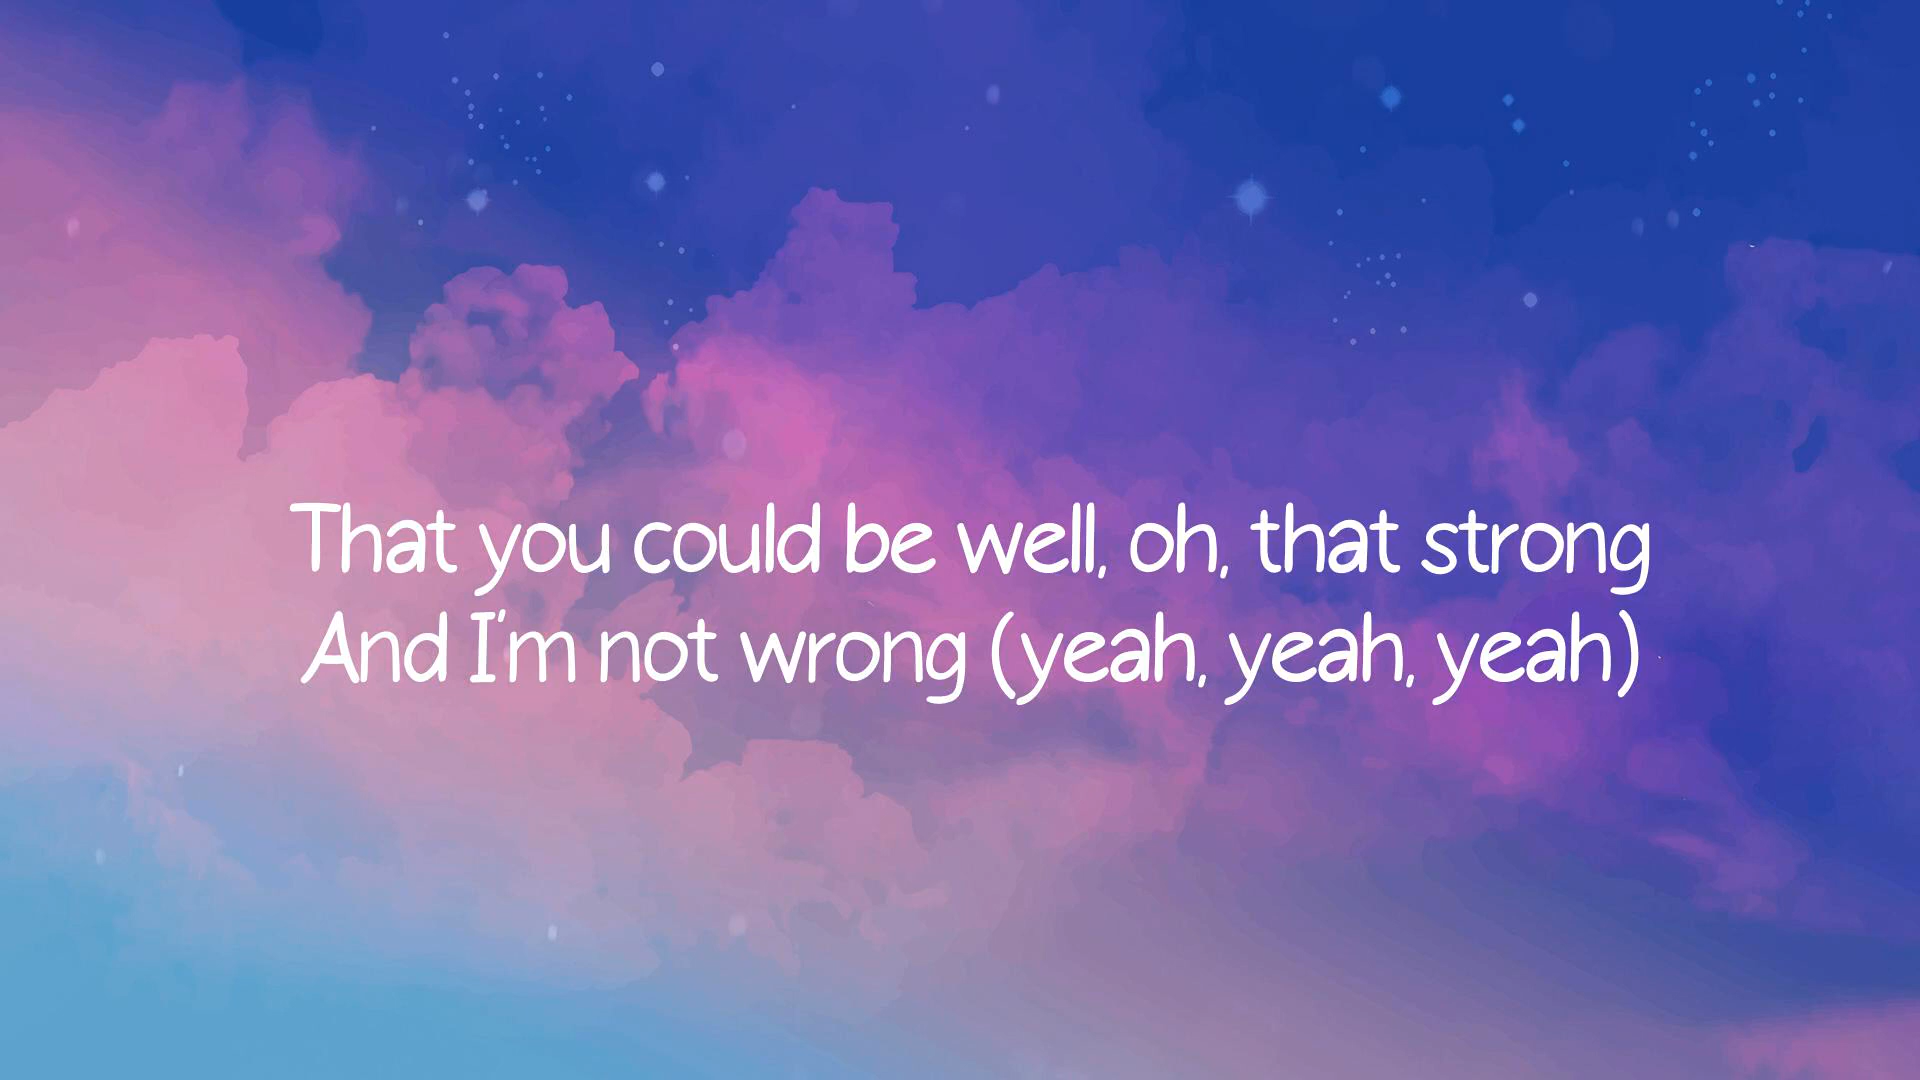 That you could be well, oh, that strong
And I'm not wrong (yeah, yeah, yeah)